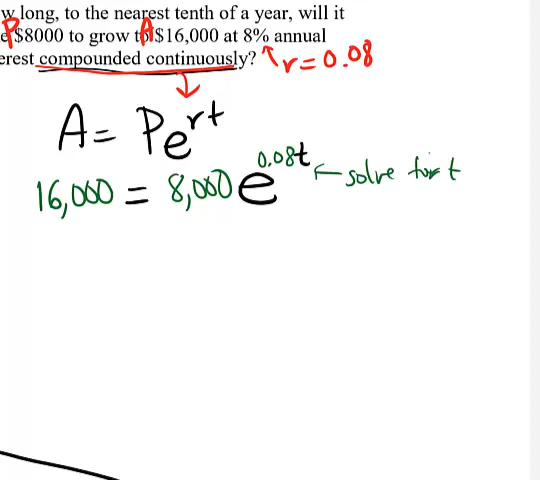 w long, to the nearest tenth of a year, will it
P
e $8000 to grow to $16,000 at 8% annual
A
erest compounded continuously? r = 0.08
A = Pe^rt
16,000 = 8,000 e^0.08t ← solve for t